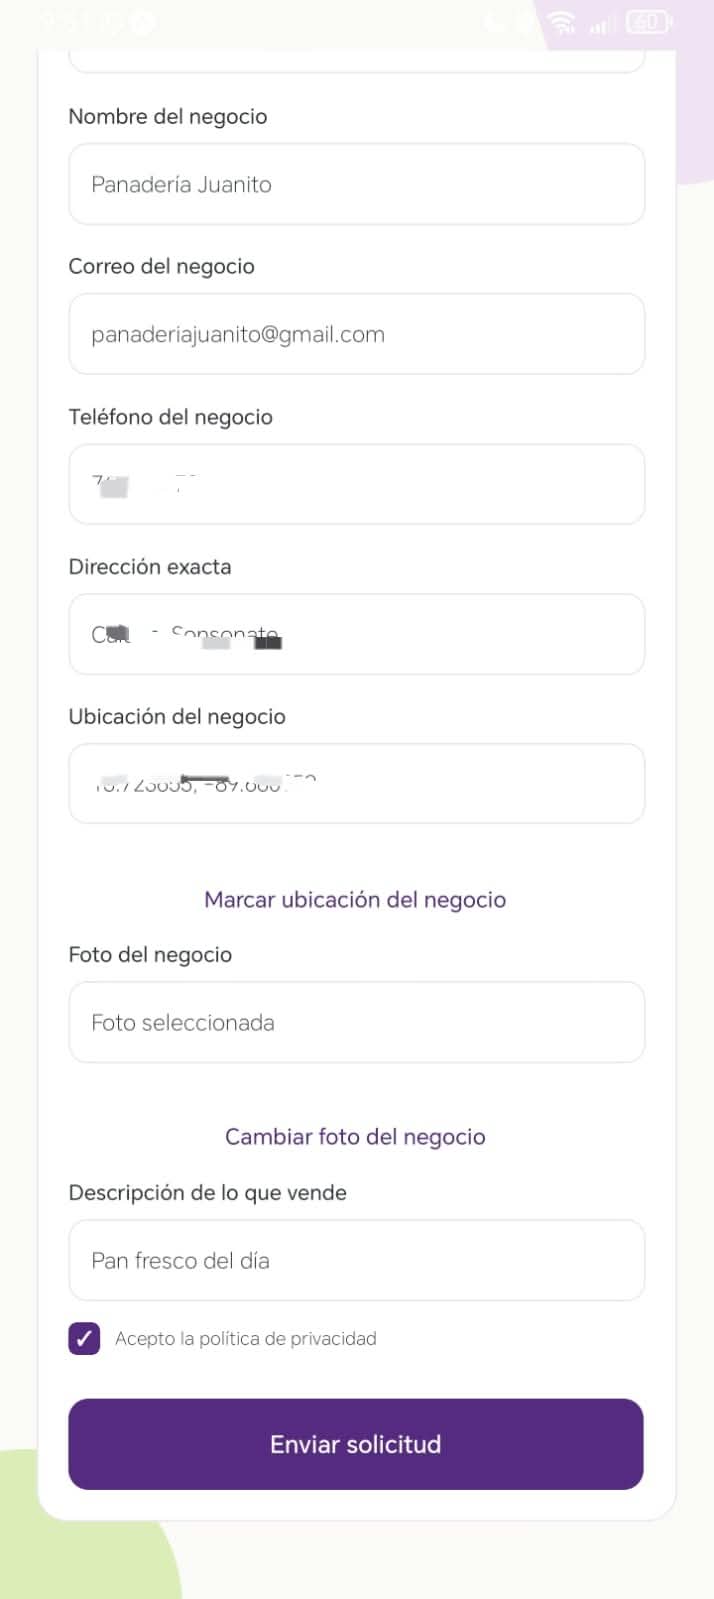 60
Nombre del negocio
Panadería Juanito
Correo del negocio
panaderiajuanito@gmail.com
Teléfono del negocio
Dirección exacta
Sonsonate
Ubicación del negocio
Marcar ubicación del negocio
Foto del negocio
Foto seleccionada
Cambiar foto del negocio
Descripción de lo que vende
Pan fresco del día
✓ Acepto la política de privacidad
Enviar solicitud